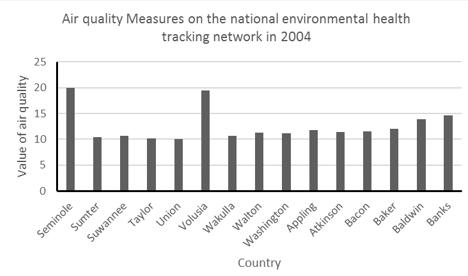 Air quality Measures on the national environmental health
tracking network in 2004
Value of air quality
25
20
15
10
5
0
Seminole
Sumter
Suwannee
Taylor
Union
Volusia
Wakulla
Walton
Washington
Appling
Atkinson
Bacon
Baker
Baldwin
Banks
Country